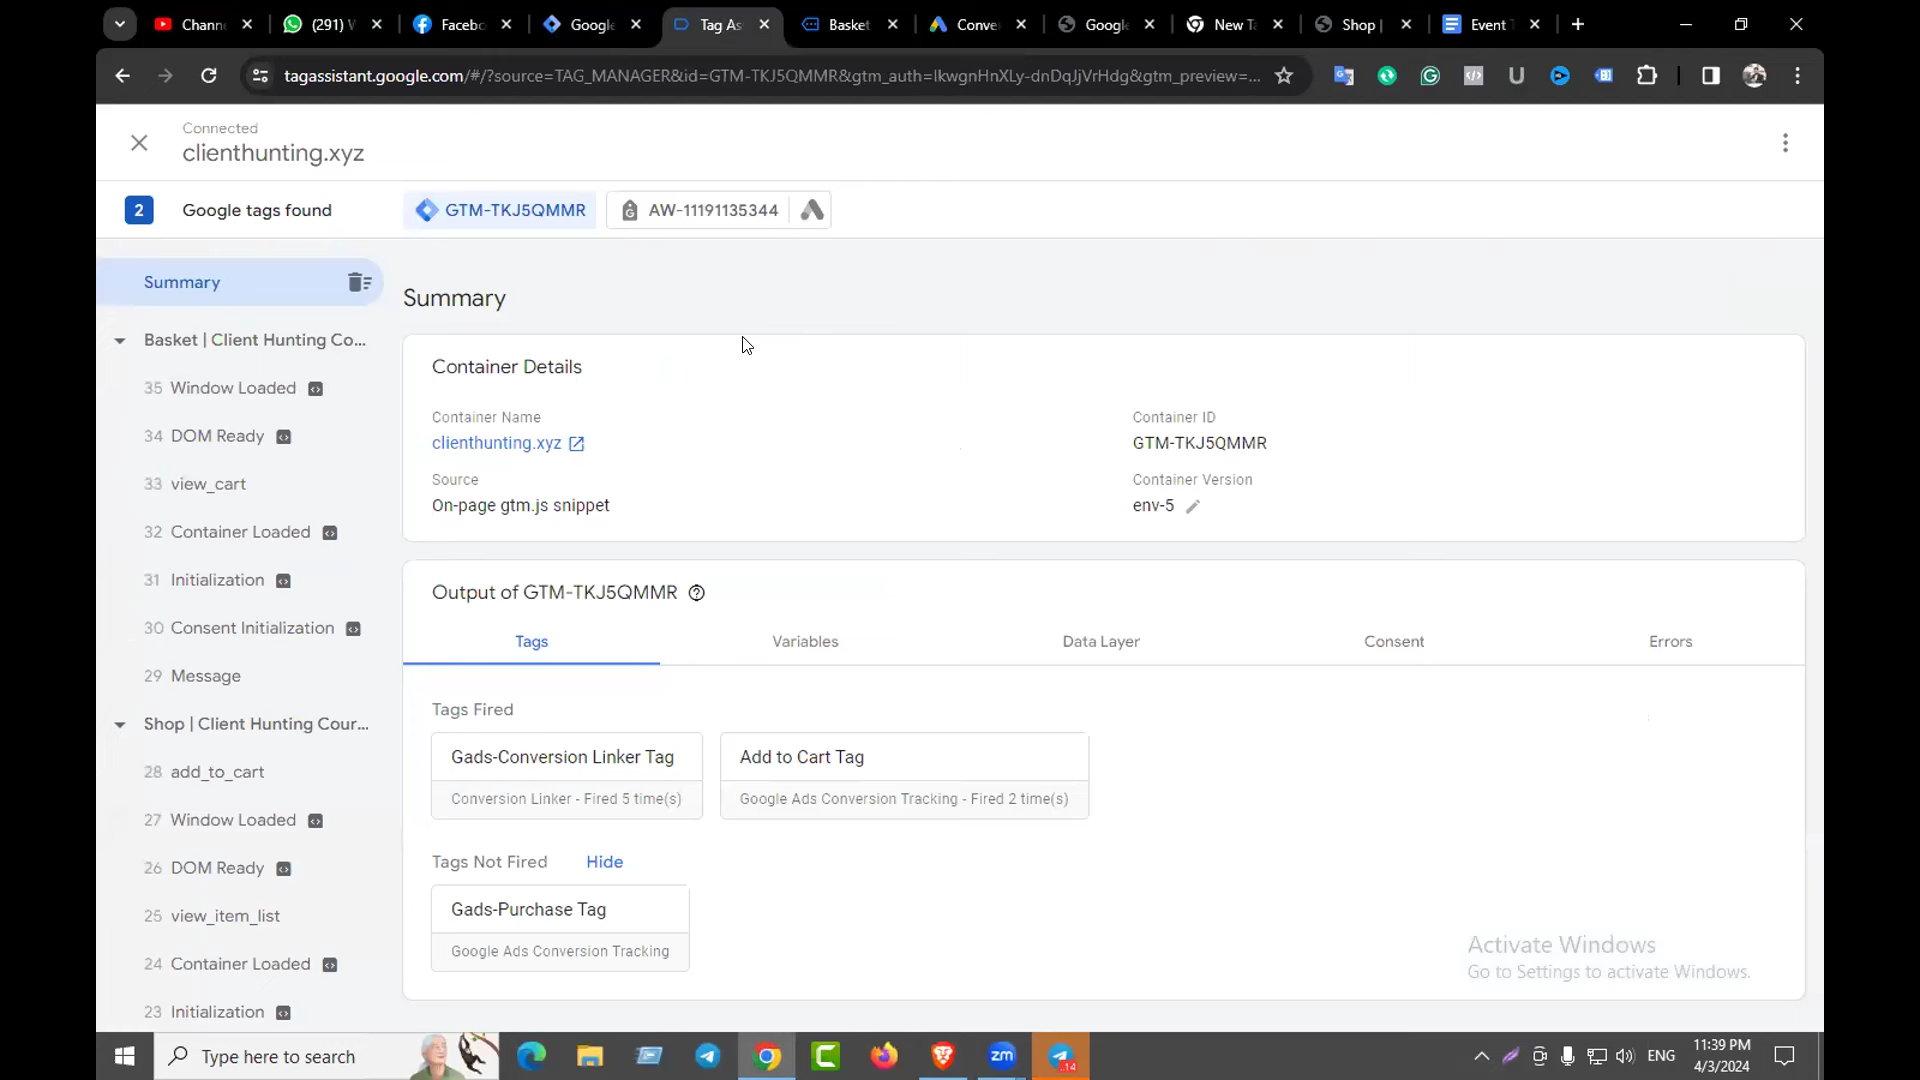 Chann
(291) V
Facebo
Google
Tag As
Basket
Conve
Google
New Ta
Shop |
Event
tagassistant.google.com/#/?source=TAG_MANAGER&id=GTM-TKJ5QMMR&gtm_auth=lkwgnHnXLy-dnDqJjVrHdg&gtm_preview=...
Connected
clienthunting.xyz
2 Google tags found GTM-TKJ5QMMR AW-11191135344
Summary
Basket | Client Hunting Co...
35 Window Loaded
34 DOM Ready
33 view_cart
32 Container Loaded
31 Initialization
30 Consent Initialization
29 Message
Shop | Client Hunting Cour...
28 add_to_cart
27 Window Loaded
26 DOM Ready
25 view_item_list
24 Container Loaded
23 Initialization
Summary
Container Details
Container Name
clienthunting.xyz
Container ID
GTM-TKJ5QMMR
Source
On-page gtm.js snippet
Container Version
env-5
Output of GTM-TKJ5QMMR
Tags Variables Data Layer Consent Errors
Tags Fired
Gads-Conversion Linker Tag
Conversion Linker - Fired 5 time(s)
Add to Cart Tag
Google Ads Conversion Tracking - Fired 2 time(s)
Tags Not Fired Hide
Gads-Purchase Tag
Google Ads Conversion Tracking
Activate Windows
Go to Settings to activate Windows.
Type here to search
zm
14
ENG
11:39 PM
4/3/2024